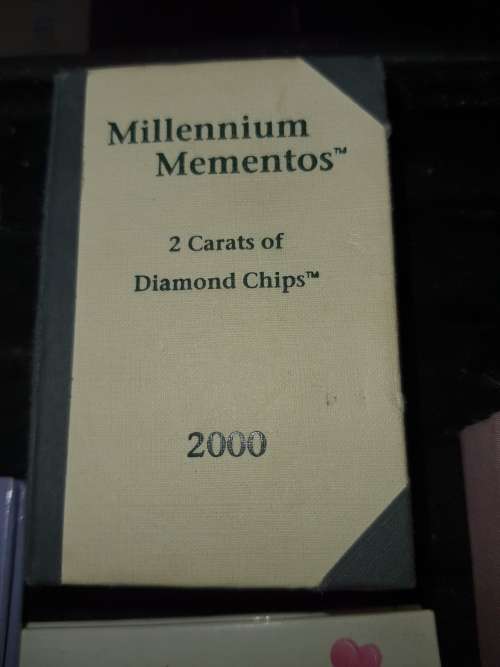 Millennium
Mementos™
2 Carats of
Diamond Chips™
2000